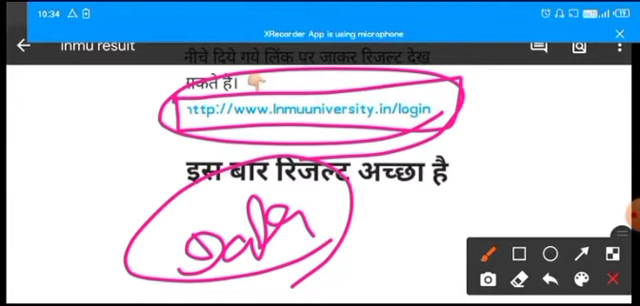 10:34
XRecorder App is using microphone
lnmu result
नीचे दिये गये लिंक पर जाकर रिजल्ट देख
सकते है।
http://www.lnmuuniversity.in/login
इस बार रिजल्ट अच्छा है